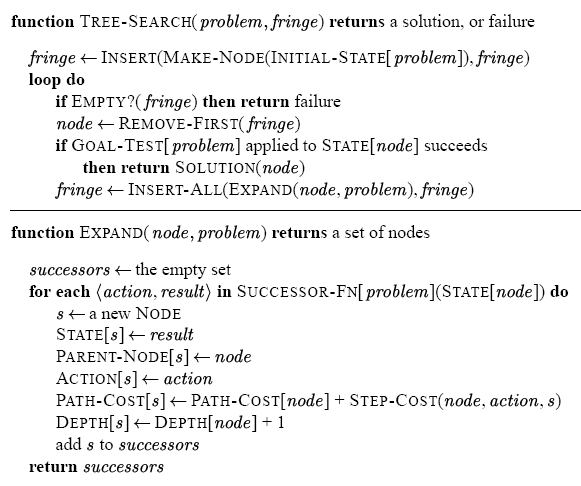 function TREE-SEARCH(problem, fringe) returns a solution, or failure
fringe ← INSERT(MAKE-NODE(INITIAL-STATE[problem]), fringe)
loop do
if EMPTY?(fringe) then return failure
node ← REMOVE-FIRST(fringe)
if GOAL-TEST[problem] applied to STATE[node] succeeds
then return SOLUTION(node)
fringe ← INSERT-ALL(EXPAND(node, problem), fringe)
function EXPAND(node, problem) returns a set of nodes
successors ← the empty set
for each ⟨action, result⟩ in SUCCESSOR-FN[problem](STATE[node]) do
s ← a new NODE
STATE[s] ← result
PARENT-NODE[s] ← node
ACTION[s] ← action
PATH-COST[s] ← PATH-COST[node] + STEP-COST(node, action, s)
DEPTH[s] ← DEPTH[node] + 1
add s to successors
return successors